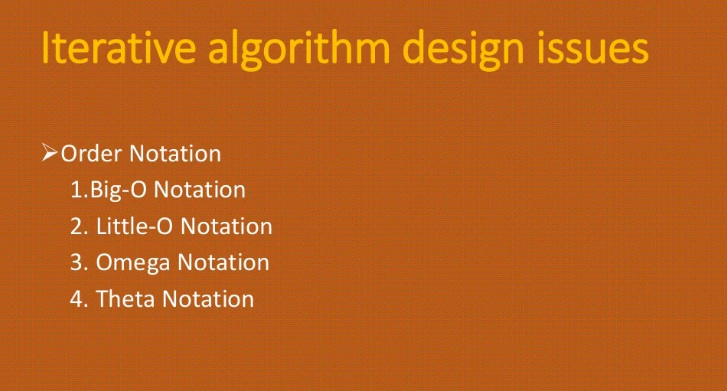 Iterative algorithm design issues
➢Order Notation
1.Big-O Notation
2. Little-O Notation
3. Omega Notation
4. Theta Notation